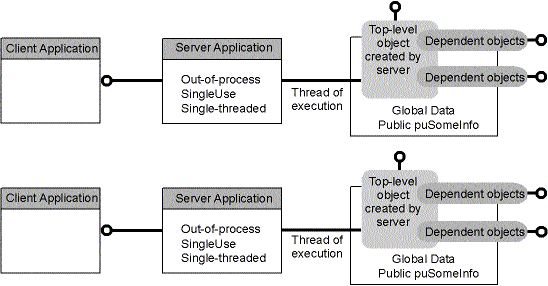 Client Application
Server Application
Out-of-process
SingleUse
Single-threaded
Thread of
execution
Top-level
object
created by
server
Dependent objects
Dependent objects
Global Data
Public puSomeInfo
Client Application
Server Application
Out-of-process
SingleUse
Single-threaded
Thread of
execution
Top-level
object
created by
server
Dependent objects
Dependent objects
Global Data
Public puSomeInfo